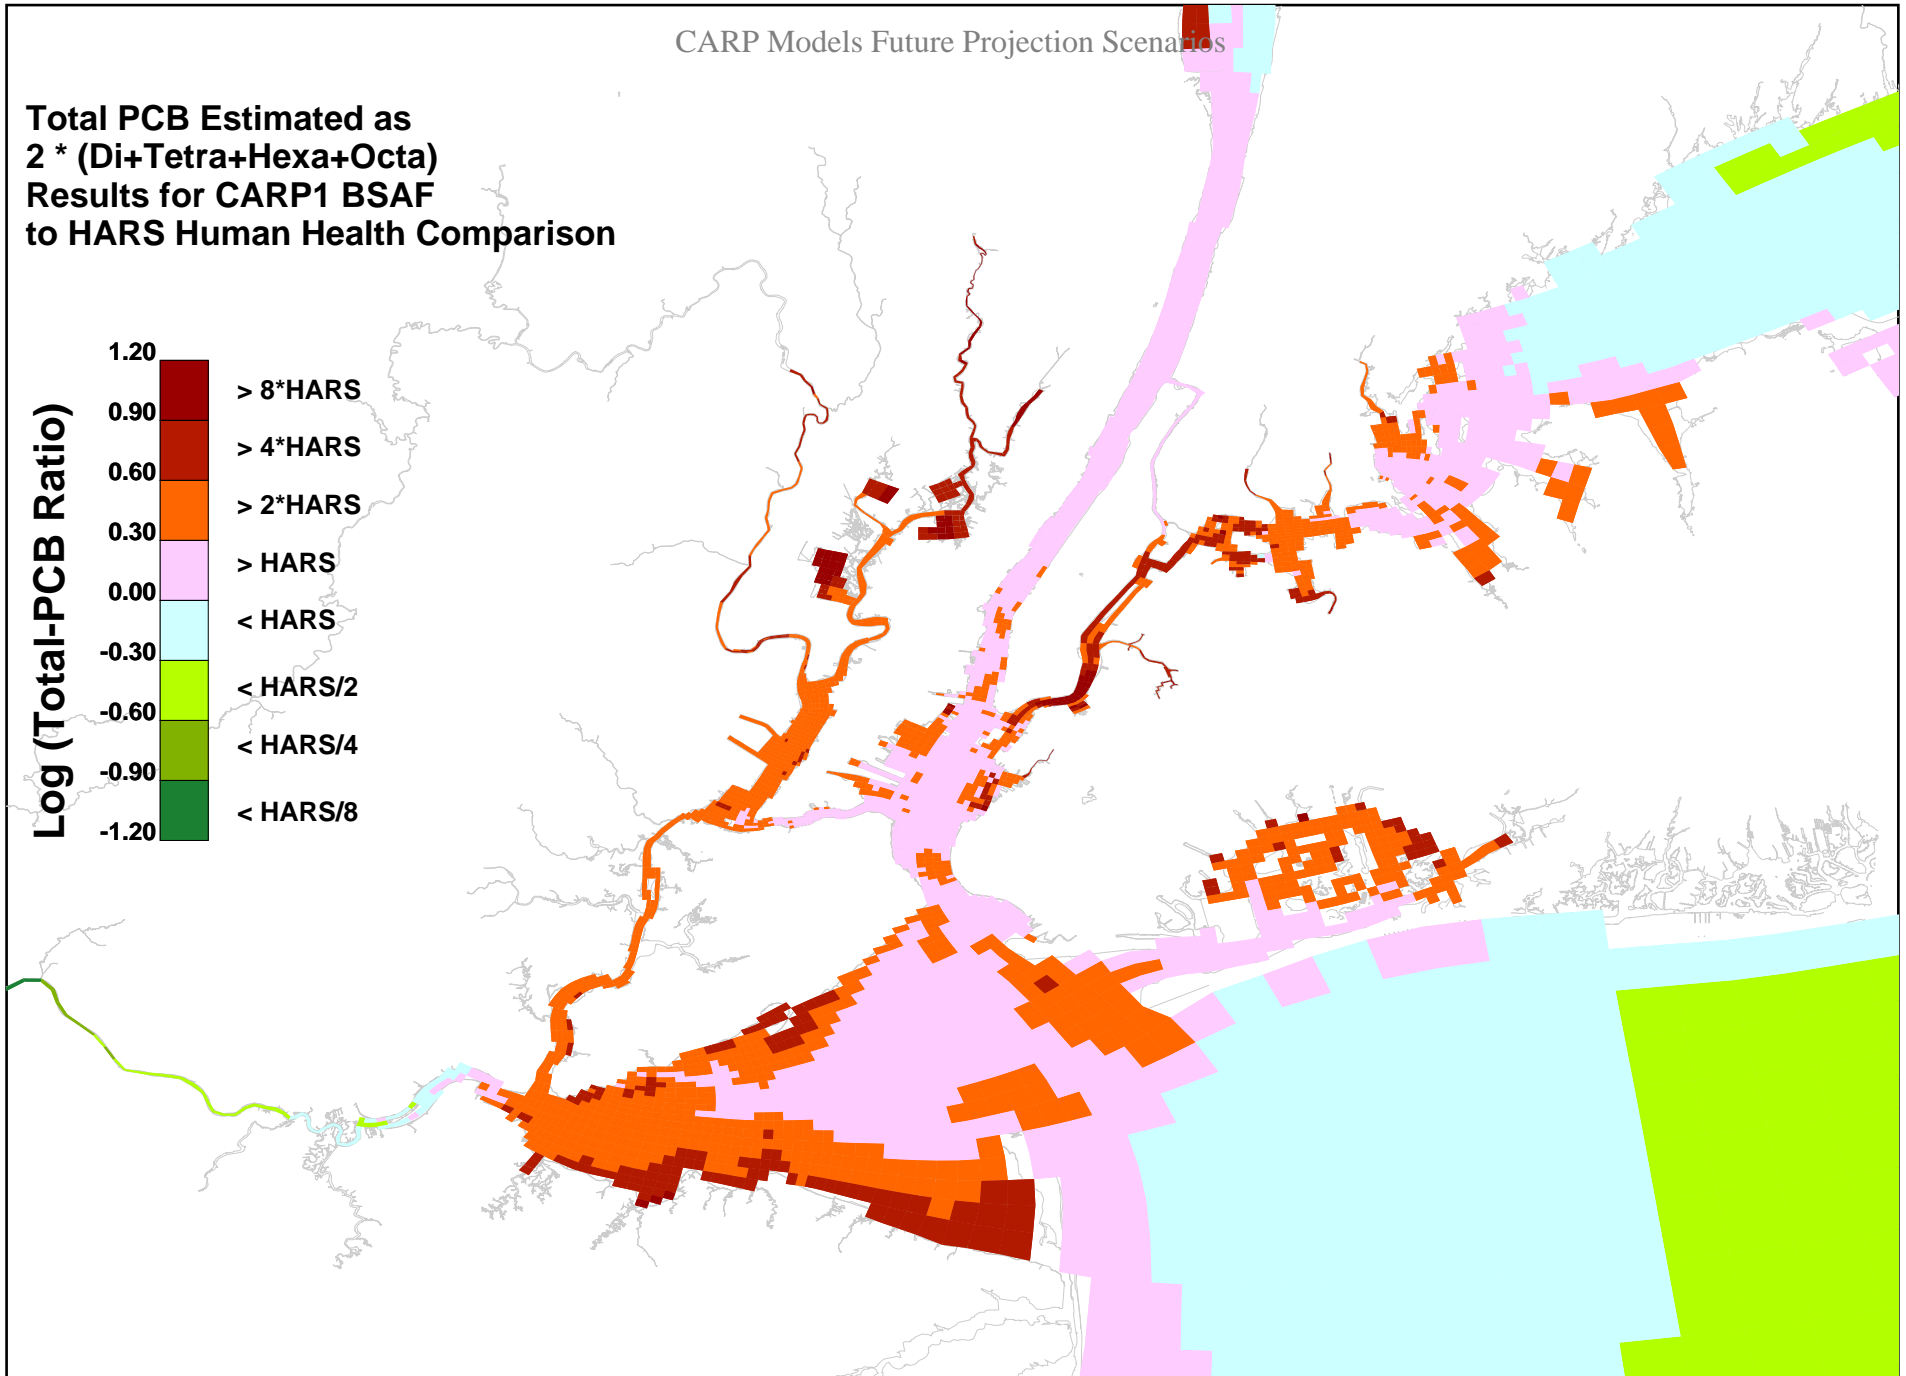 CARP Models Future Projection Scenarios
Total PCB Estimated as
2 * (Di+Tetra+Hexa+Octa)
Results for CARP1 BSAF
to HARS Human Health Comparison
Log (Total-PCB Ratio)
1.20
> 8*HARS
0.90
> 4*HARS
0.60
> 2*HARS
0.30
> HARS
0.00
< HARS
-0.30
< HARS/2
-0.60
< HARS/4
-0.90
< HARS/8
-1.20